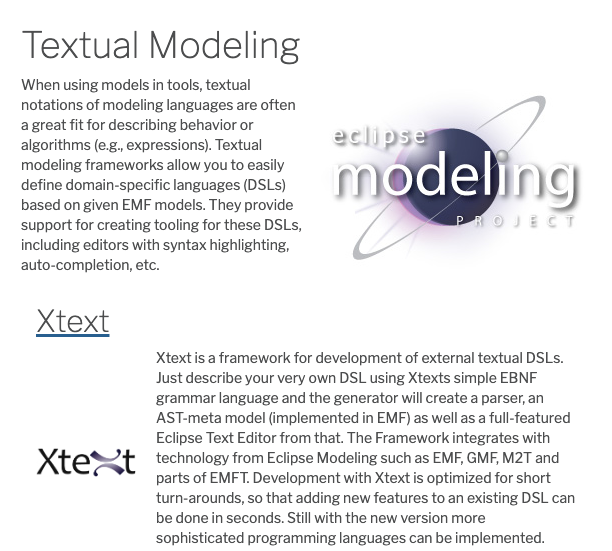 Textual Modeling
When using models in tools, textual
notations of modeling languages are often
a great fit for describing behavior or
algorithms (e.g., expressions). Textual
modeling frameworks allow you to easily
define domain-specific languages (DSLs)
based on given EMF models. They provide
support for creating tooling for these DSLs,
including editors with syntax highlighting,
auto-completion, etc.
eclipse
modeling
PROJECT
Xtext
Xtext
Xtext is a framework for development of external textual DSLs.
Just describe your very own DSL using Xtexts simple EBNF
grammar language and the generator will create a parser, an
AST-meta model (implemented in EMF) as well as a full-featured
Eclipse Text Editor from that. The Framework integrates with
technology from Eclipse Modeling such as EMF, GMF, M2T and
parts of EMFT. Development with Xtext is optimized for short
turn-arounds, so that adding new features to an existing DSL can
be done in seconds. Still with the new version more
sophisticated programming languages can be implemented.